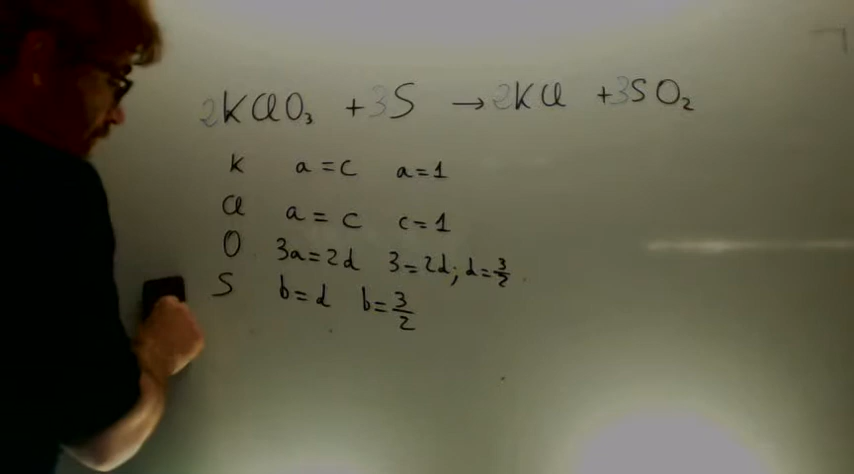 2KClO₃ + 3S → 2KCl + 3SO₂
K a = c a = 1
Cl a = c c = 1
O 3a = 2d 3 = 2d; d = 3/2
S b = d b = 3/2